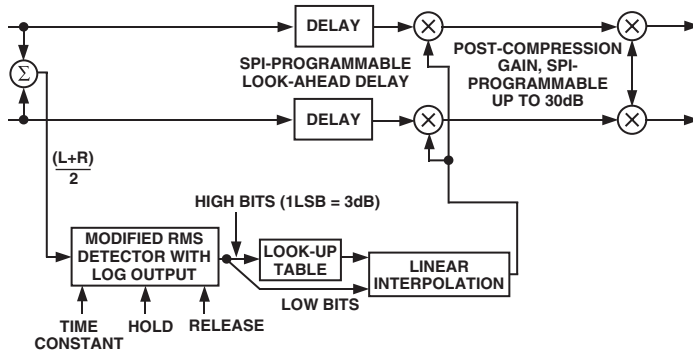 DELAY
SPI-PROGRAMMABLE
LOOK-AHEAD DELAY
POST-COMPRESSION
GAIN, SPI-
PROGRAMMABLE
UP TO 30dB
Σ
DELAY
(L+R)
2
HIGH BITS (1LSB = 3dB)
MODIFIED RMS
DETECTOR WITH
LOG OUTPUT
LOOK-UP
TABLE
LINEAR
INTERPOLATION
LOW BITS
TIME
CONSTANT
HOLD
RELEASE